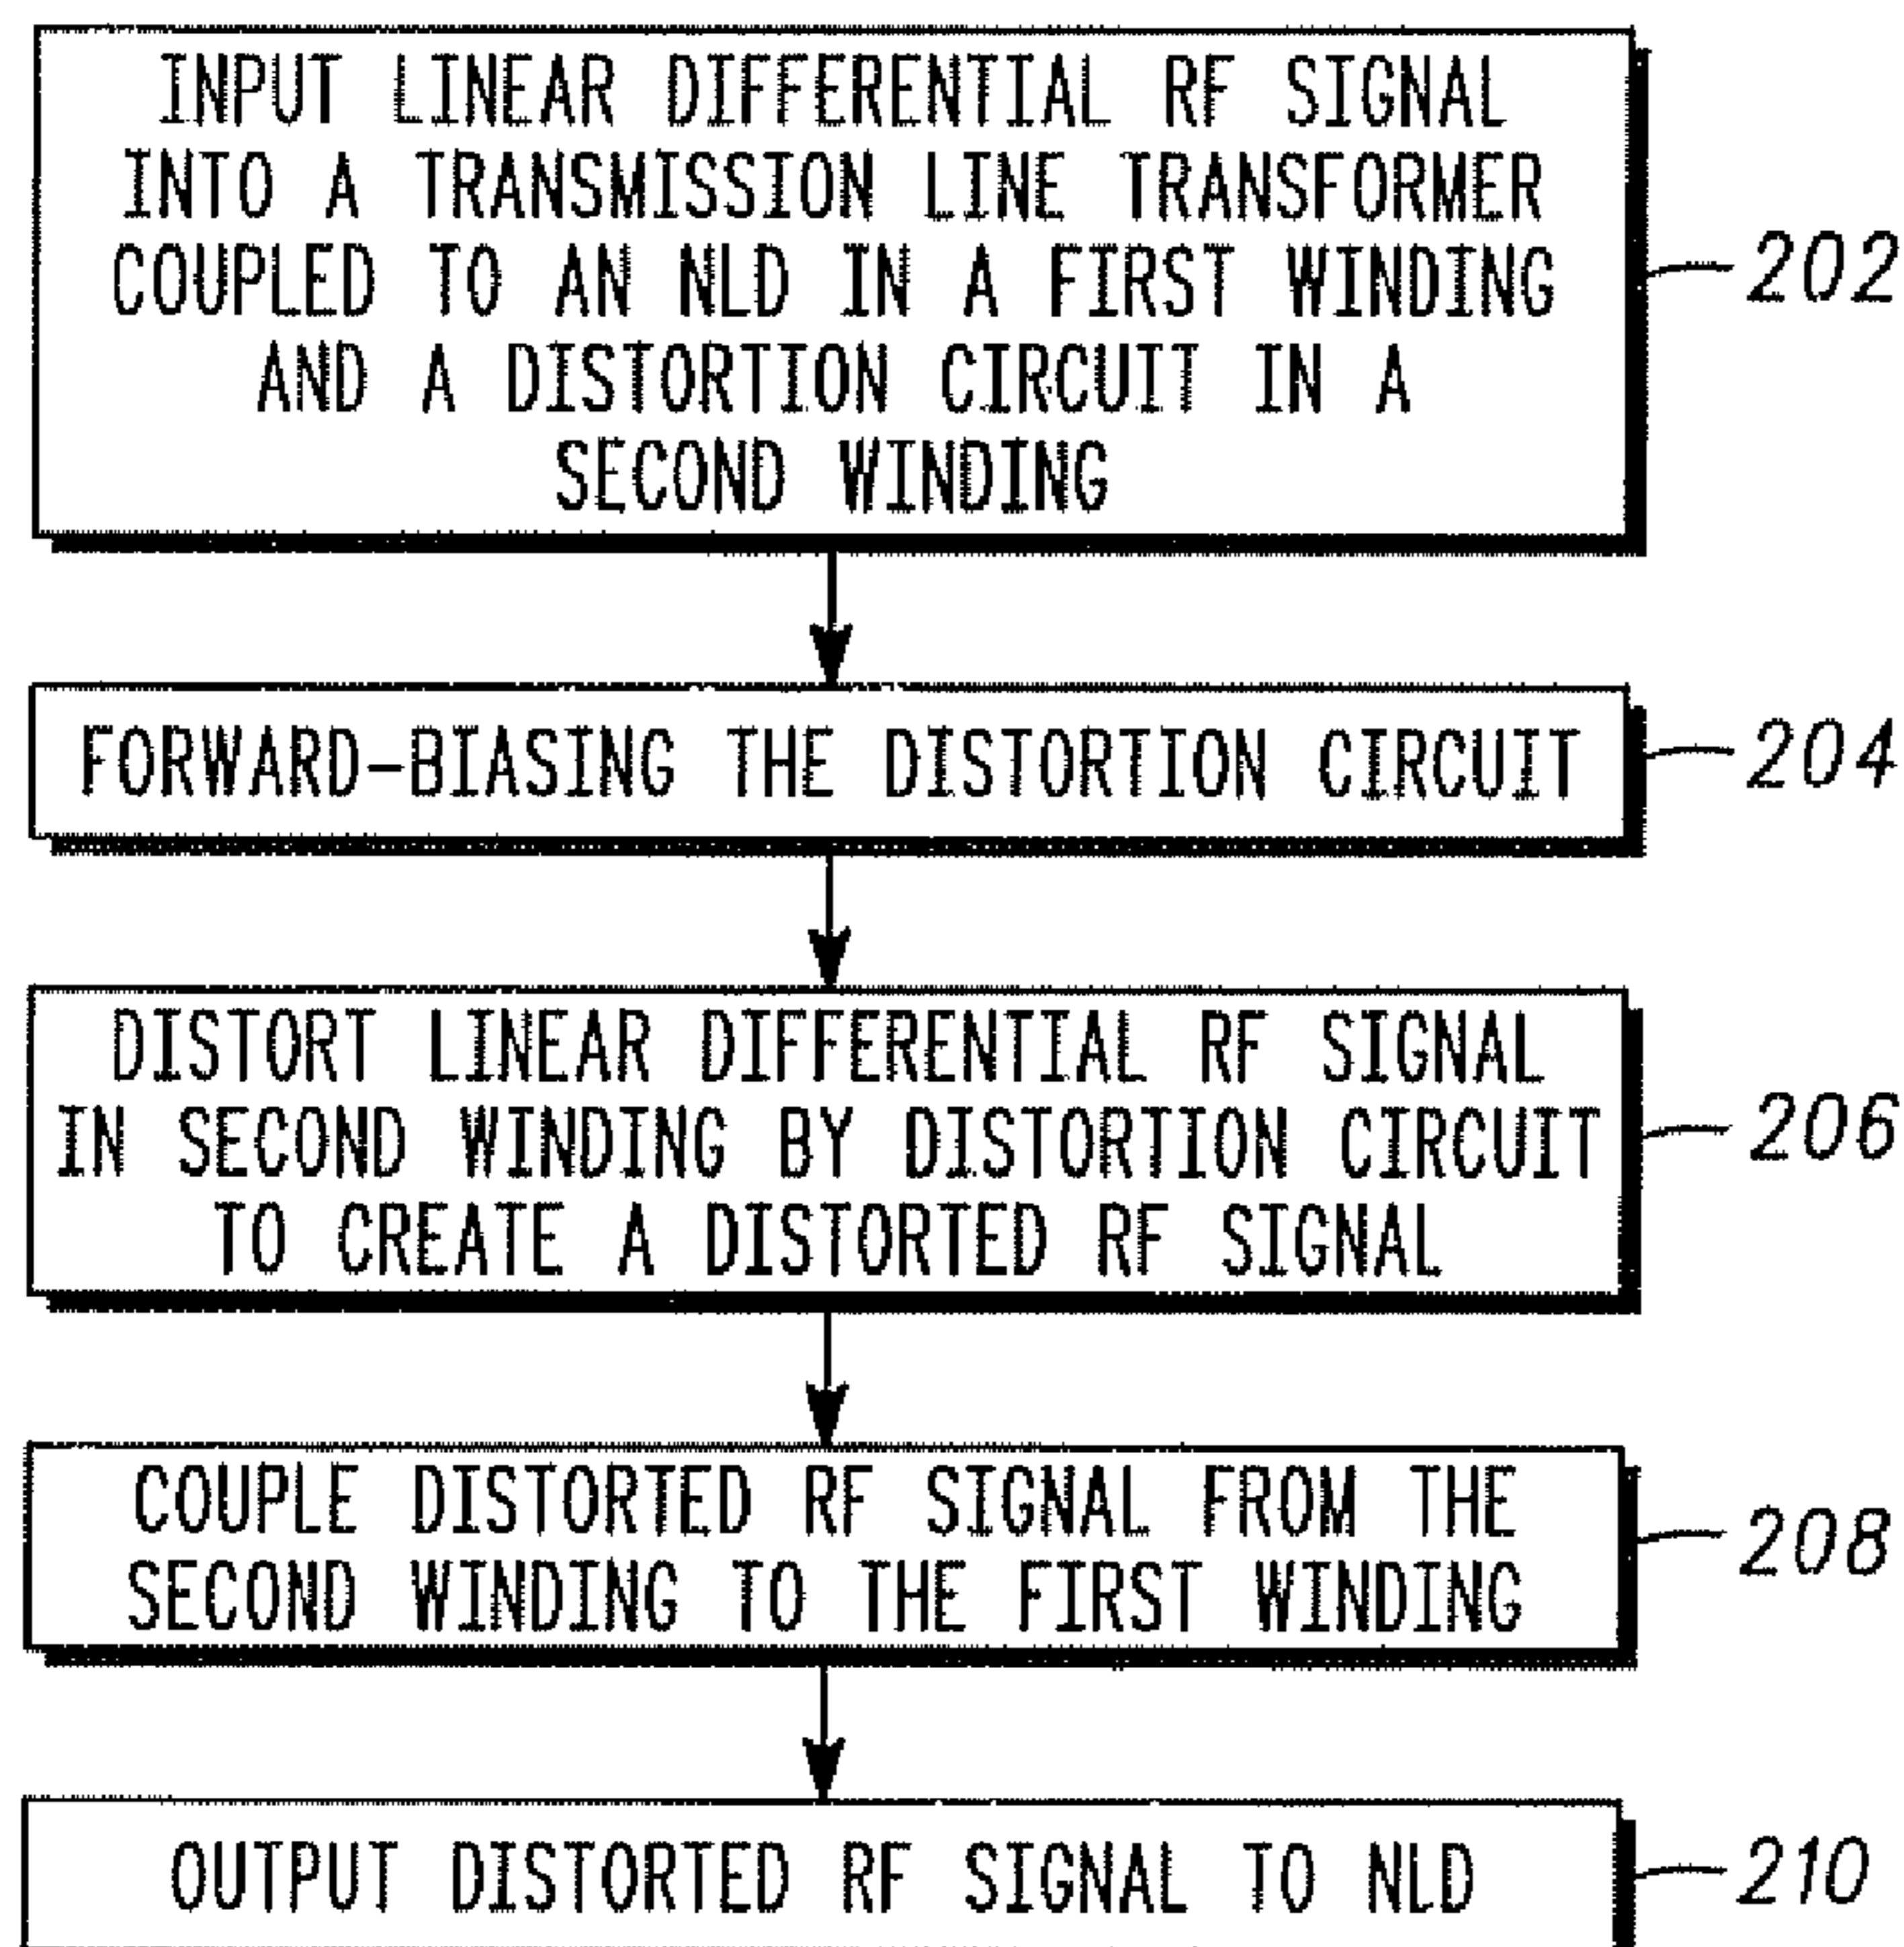 INPUT LINEAR DIFFERENTIAL RF SIGNAL
INTO A TRANSMISSION LINE TRANSFORMER
COUPLED TO AN NLD IN A FIRST WINDING
AND A DISTORTION CIRCUIT IN A
SECOND WINDING
202
FORWARD-BIASING THE DISTORTION CIRCUIT
204
DISTORT LINEAR DIFFERENTIAL RF SIGNAL
IN SECOND WINDING BY DISTORTION CIRCUIT
TO CREATE A DISTORTED RF SIGNAL
206
COUPLE DISTORTED RF SIGNAL FROM THE
SECOND WINDING TO THE FIRST WINDING
208
OUTPUT DISTORTED RF SIGNAL TO NLD
210